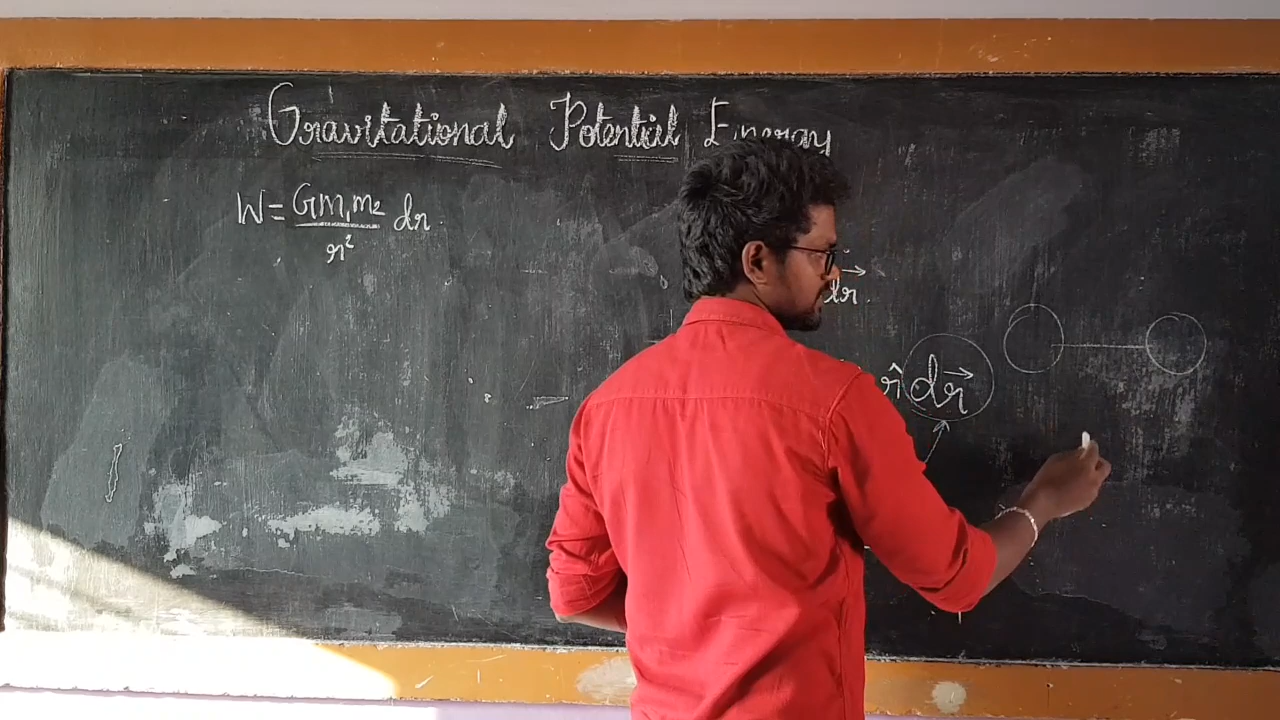 Gravitational Potential Energy
W = Gm₁m₂/r² dr.
dr⃗.
r̂ dr⃗